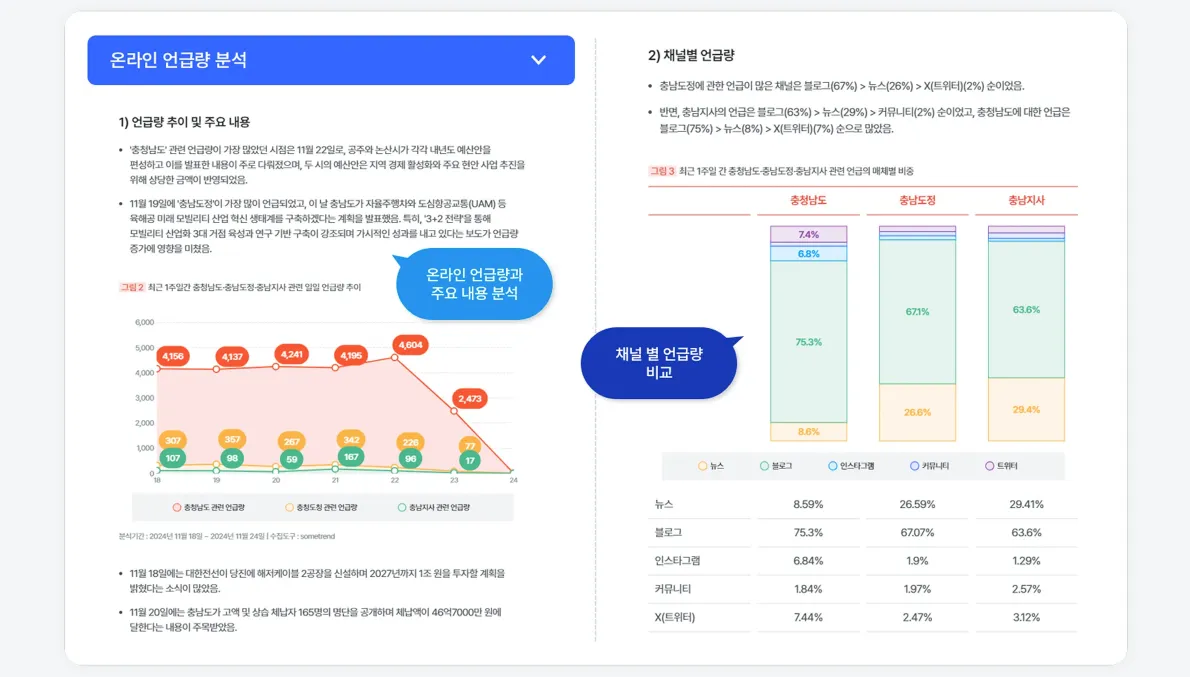 온라인 언급량 분석
1) 언급량 추이 및 주요 내용
• '충청남도' 관련 언급량이 가장 많았던 시점은 11월 22일로, 공주와 논산시가 각각 내년도 예산안을
편성하고 이를 발표한 내용이 주로 다뤄졌으며, 두 시의 예산안은 지역 경제 활성화와 주요 현안 사업 추진을
위해 상당한 금액이 반영되었음.
• 11월 19일에 '충남도정'이 가장 많이 언급되었고, 이 날 충남도가 자율주행차와 도심항공교통(UAM) 등
육해공 미래 모빌리티 산업 혁신 생태계를 구축하겠다는 계획을 발표했음. 특히, '3+2 전략'을 통해
모빌리티 산업화 3대 거점 육성과 연구 기반 구축이 강조되며 가시적인 성과를 내고 있다는 보도가 언급량
증가에 영향을 미쳤음.
온라인 언급량과
주요 내용 분석
그림 2 최근 1주일간 충청남도·충남도정·충남지사 관련 일일 언급량 추이
6,000
5,000
4,000
3,000
2,000
1,000
0
4,156
4,137
4,241
4,195
4,604
2,473
307
357
267
342
228
77
107
98
59
167
96
17
18
19
20
21
22
23
24
충청남도 관련 언급량
충청도정 관련 언급량
충남지사 관련 언급량
분석기간 : 2024년 11월 18일 ~ 2024년 11월 24일 | 수집도구 : sometrend
• 11월 18일에는 대한전선이 당진에 해저케이블 2공장을 신설하며 2027년까지 1조 원을 투자할 계획을
밝혔다는 소식이 많았음.
• 11월 20일에는 충남도가 고액 및 상습 체납자 165명의 명단을 공개하며 체납액이 46억7000만 원에
달한다는 내용이 주목받았음.
2) 채널별 언급량
• 충남도정에 관한 언급이 많은 채널은 블로그(67%) > 뉴스(26%) > X(트위터)(2%) 순이었음.
• 반면, 충남지사의 언급은 블로그(63%) > 뉴스(29%) > 커뮤니티(2%) 순이었고, 충청남도에 대한 언급은
블로그(75%) > 뉴스(8%) > X(트위터)(7%) 순으로 많았음.
그림 3 최근 1주일 간 충청남도·충남도정·충남지사 관련 언급의 매체별 비중
충청남도
충남도정
충남지사
채널 별 언급량
비교
7.4%
6.8%
75.3%
8.6%
67.1%
26.6%
63.6%
29.4%
뉴스
블로그
인스타그램
커뮤니티
트위터
뉴스 8.59% 26.59% 29.41%
블로그 75.3% 67.07% 63.6%
인스타그램 6.84% 1.9% 1.29%
커뮤니티 1.84% 1.97% 2.57%
X(트위터) 7.44% 2.47% 3.12%